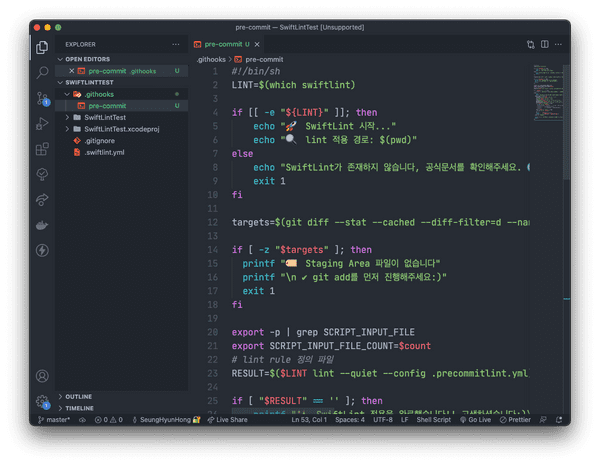 pre-commit — SwiftLintTest [Unsupported]
EXPLORER
OPEN EDITORS
pre-commit .githooks U
SWIFTLINTTEST
.githooks
pre-commit U
SwiftLintTest
SwiftLintTest.xcodeproj
.gitignore
.swiftlint.yml
OUTLINE
TIMELINE
pre-commit U
.githooks > pre-commit
1 #!/bin/sh
2 LINT=$(which swiftlint)
3
4 if [[ -e "${LINT}" ]]; then
5 echo "🚀 SwiftLint 시작..."
6 echo "🔍 lint 적용 경로: $(pwd)"
7 else
8 echo "SwiftLint가 존재하지 않습니다, 공식문서를 확인해주세요.
9 exit 1
10 fi
11
12 targets=$(git diff --stat --cached --diff-filter=d --nam
13
14 if [ -z "$targets" ]; then
15 printf " Staging Area 파일이 없습니다"
16 printf "\n ✔ git add를 먼저 진행해주세요:)"
17 exit 1
18 fi
19
20 export -p | grep SCRIPT_INPUT_FILE
21 export SCRIPT_INPUT_FILE_COUNT=$count
22 # lint rule 정의 파일
23 RESULT=$($LINT lint --quiet --config .precommitlint.yml
24
25 if [ "$RESULT" == '' ]; then
master* 0 0 SeungHyunHong Live Share Ln 53, Col 1 Spaces: 4 UTF-8 LF Shell Script Go Live Prettier